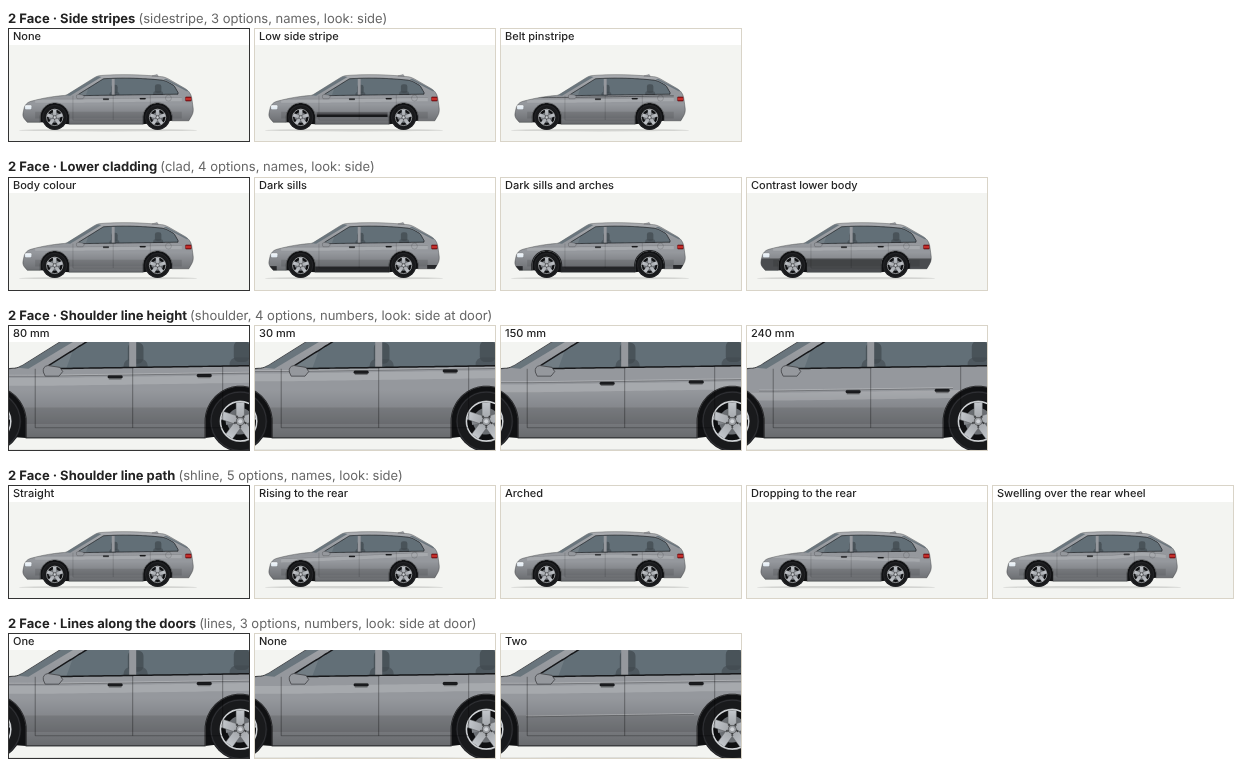 2 Face · Side stripes (sidestripe, 3 options, names, look: side)
None
Low side stripe
Belt pinstripe
2 Face · Lower cladding (clad, 4 options, names, look: side)
Body colour
Dark sills
Dark sills and arches
Contrast lower body
2 Face · Shoulder line height (shoulder, 4 options, numbers, look: side at door)
80 mm
30 mm
150 mm
240 mm
2 Face · Shoulder line path (shline, 5 options, names, look: side)
Straight
Rising to the rear
Arched
Dropping to the rear
Swelling over the rear wheel
2 Face · Lines along the doors (lines, 3 options, numbers, look: side at door)
One
None
Two